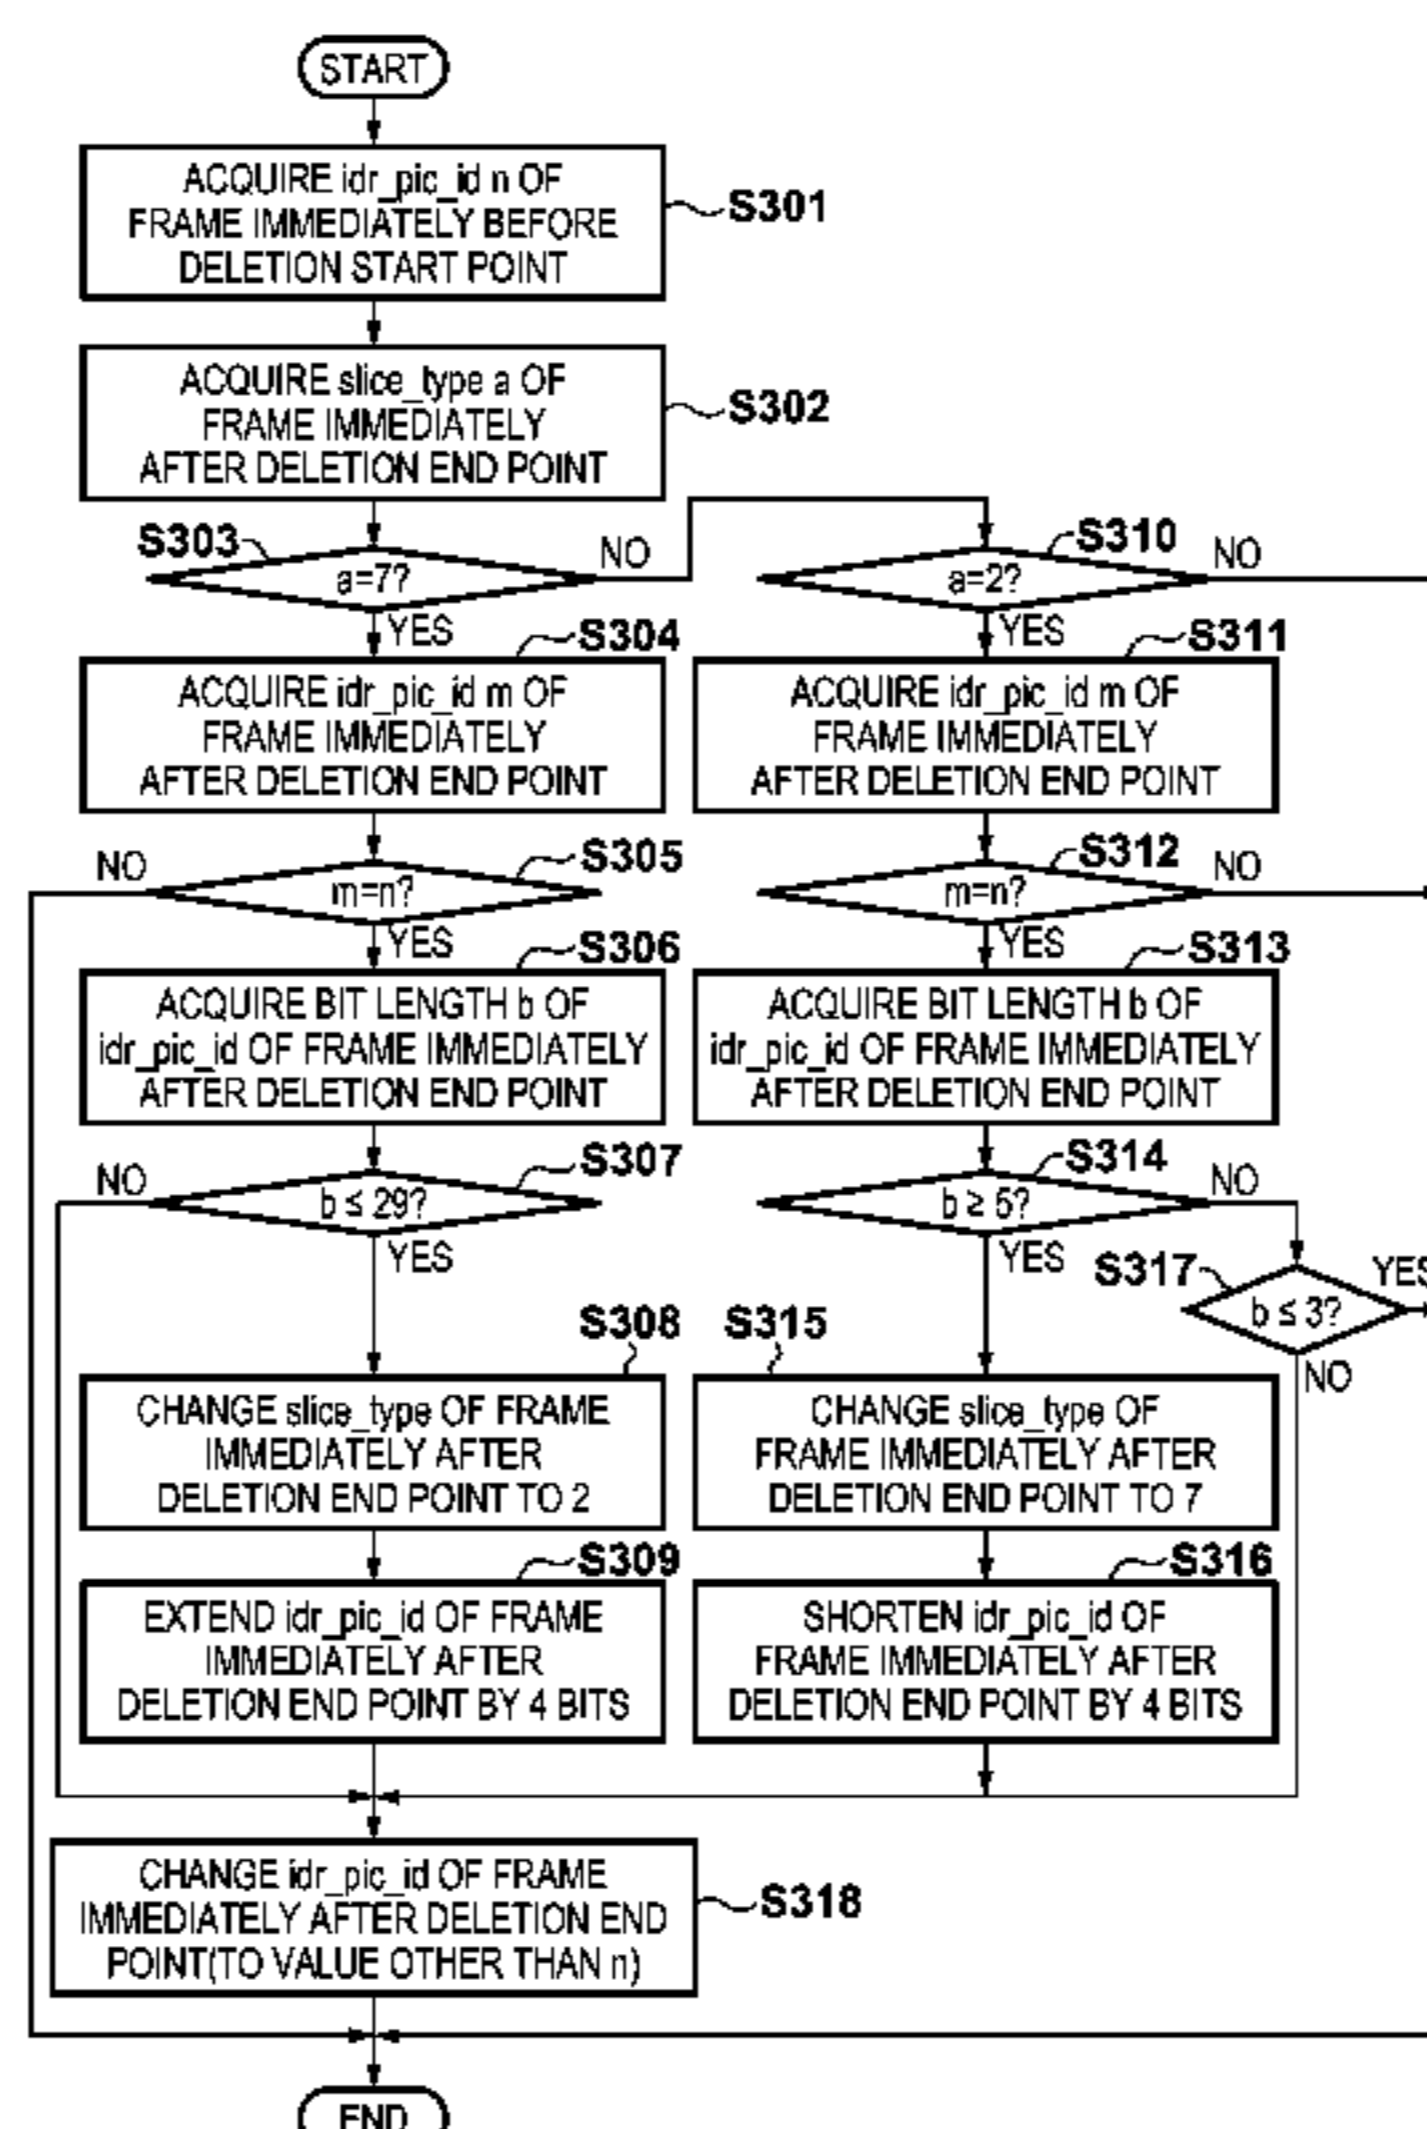 START
ACQUIRE idr_pic_id n OF
FRAME IMMEDIATELY BEFORE
DELETION START POINT
S301
ACQUIRE slice_type a OF
FRAME IMMEDIATELY
AFTER DELETION END POINT
S302
S303
a=7?
NO
YES
S310
a=2?
NO
YES
S304
ACQUIRE idr_pic_id m OF
FRAME IMMEDIATELY
AFTER DELETION END POINT
S311
ACQUIRE idr_pic_id m OF
FRAME IMMEDIATELY
AFTER DELETION END POINT
NO
m=n?
S305
YES
S312
m=n?
NO
YES
S306
ACQUIRE BIT LENGTH b OF
idr_pic_id OF FRAME IMMEDIATELY
AFTER DELETION END POINT
S313
ACQUIRE BIT LENGTH b OF
idr_pic_id OF FRAME IMMEDIATELY
AFTER DELETION END POINT
NO
b ≤ 29?
S307
YES
S314
b ≥ 5?
NO
YES
S317
b ≤ 3?
YES
NO
S308
CHANGE slice_type OF FRAME
IMMEDIATELY AFTER
DELETION END POINT TO 2
S315
CHANGE slice_type OF
FRAME IMMEDIATELY AFTER
DELETION END POINT TO 7
S309
EXTEND idr_pic_id OF FRAME
IMMEDIATELY AFTER
DELETION END POINT BY 4 BITS
S316
SHORTEN idr_pic_id OF
FRAME IMMEDIATELY AFTER
DELETION END POINT BY 4 BITS
CHANGE idr_pic_id OF FRAME
IMMEDIATELY AFTER DELETION END
POINT(TO VALUE OTHER THAN n)
S318
END